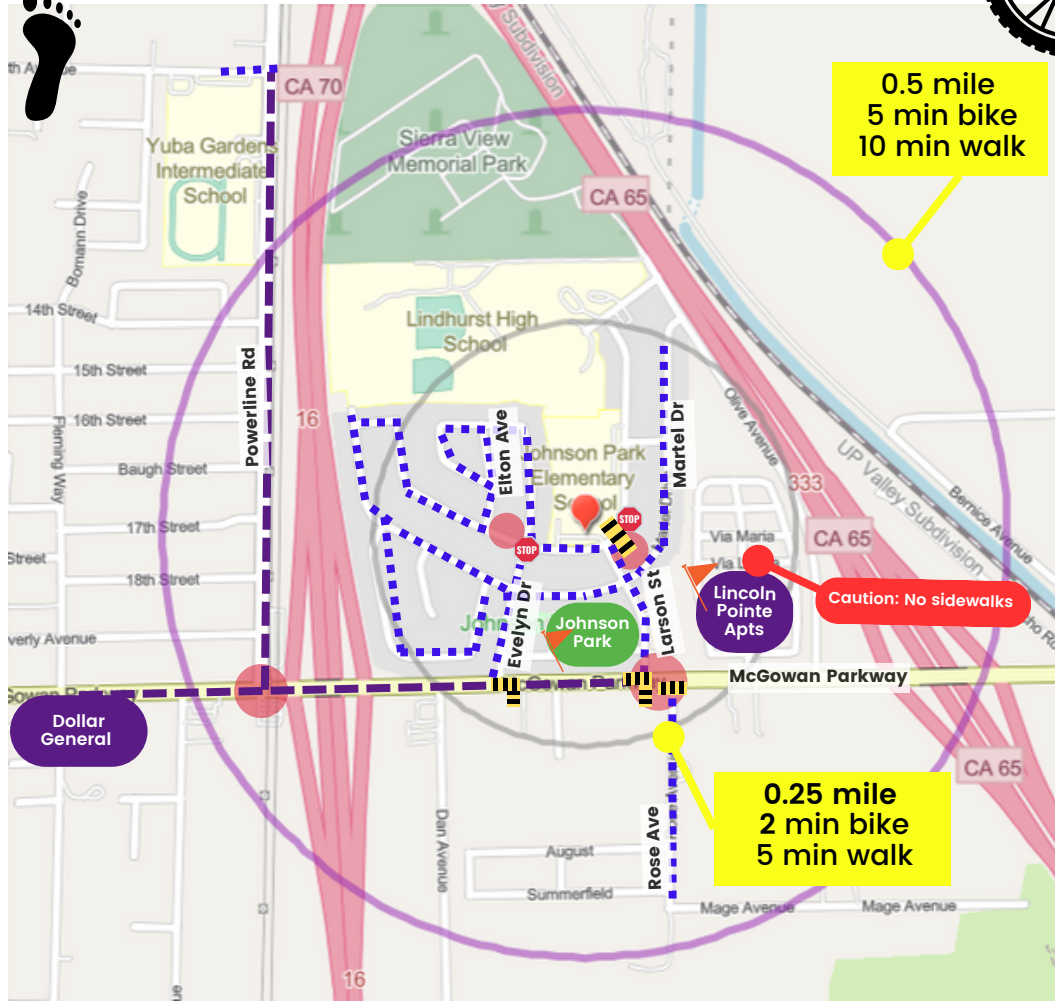 0.5 mile
5 min bike
10 min walk
CA 70
Subdivision
Yuba Gardens
Intermediate
School
Sierra View
Memorial Park
CA 65
Bomann Drive
14th Street
Lindhurst High
School
15th Street
Powerline Rd
16th Street
16
Fleming Way
Elton Ave
Martel Dr
Olive Avenue
Baugh Street
Johnson Park
Elementary
School
333
UP Valley Subdivision
Bernice Avenue
17th Street
STOP
STOP
Via Maria
CA 65
Street
18th Street
Evelyn Dr
Larson St
Lincoln
Pointe
Apts
Caution: No sidewalks
Johnson
Park
McGowan Parkway
Dollar
General
CA 65
0.25 mile
2 min bike
5 min walk
Dan Avenue
Rose Ave
August
Summerfield
Mage Avenue
Mage Avenue
16